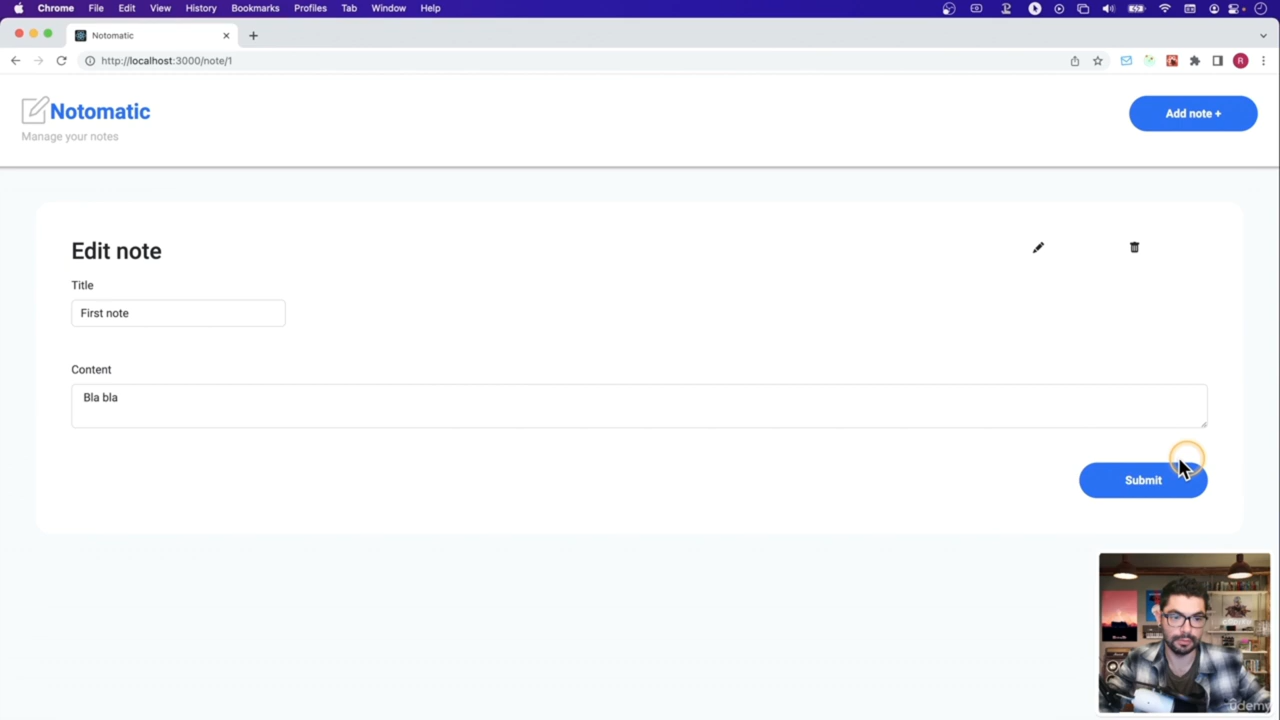 Chrome File Edit View History Bookmarks Profiles Tab Window Help
Notomatic
http://localhost:3000/note/1
R
Notomatic
Manage your notes
Add note +
Edit note
Title
First note
Content
Bla bla
Submit
ûdemy